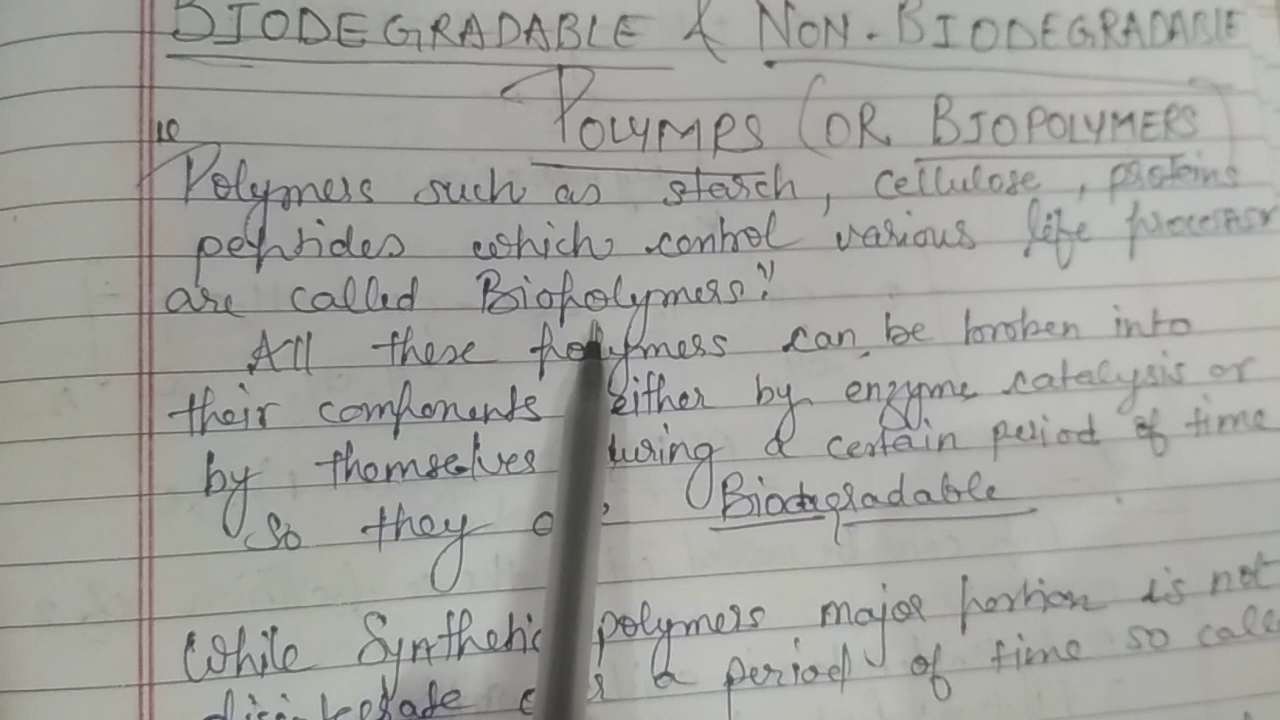 BIODEGRADABLE & NON-BIODEGRADABLE
POLYMRS (OR BIOPOLYMERS)
Polymers such as starch, cellulose, proteins
peptides which control various life processes
are called Biopolymers"
All these polymers can be broken into
their components either by enzyme catalysis or
by themselves during a certain period of time
So they Biodegradable
While Synthetic polymers major portion is not
a period of time so